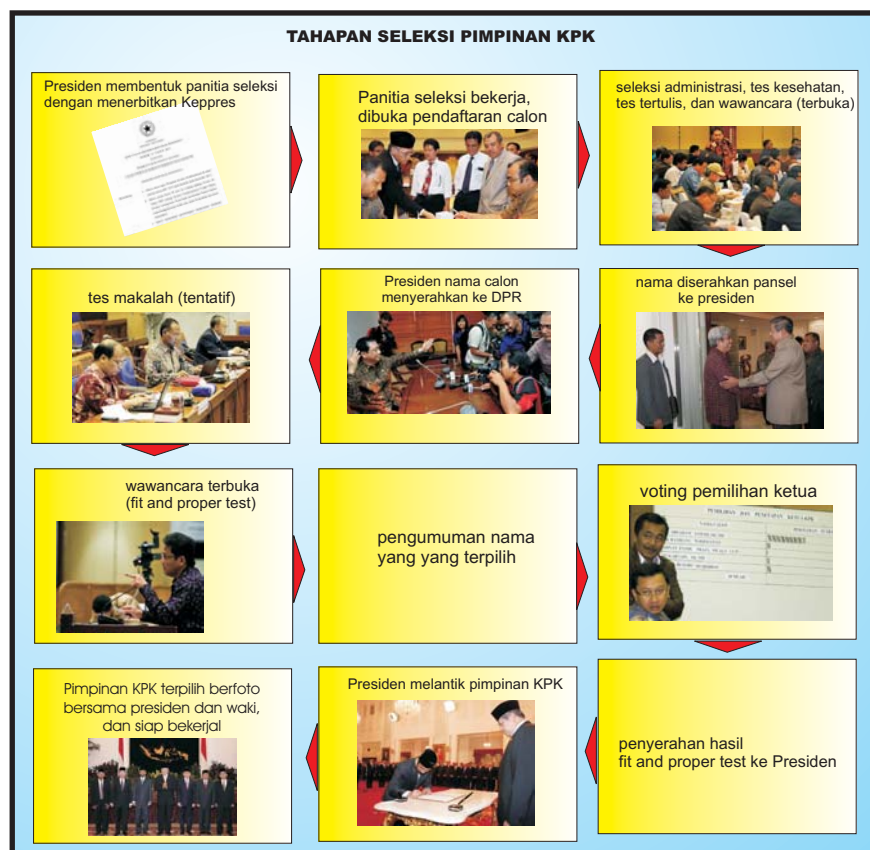 TAHAPAN SELEKSI PIMPINAN KPK
Presiden membentuk panitia seleksi
dengan menerbitkan Keppres
Panitia seleksi bekerja,
dibuka pendaftaran calon
seleksi administrasi, tes kesehatan,
tes tertulis, dan wawancara (terbuka)
nama diserahkan pansel
ke presiden
Presiden nama calon
menyerahkan ke DPR
tes makalah (tentatif)
wawancara terbuka
(fit and proper test)
pengumuman nama
yang yang terpilih
voting pemilihan ketua
penyerahan hasil
fit and proper test ke Presiden
Presiden melantik pimpinan KPK
Pimpinan KPK terpilih berfoto
bersama presiden dan waki,
dan siap bekerjal